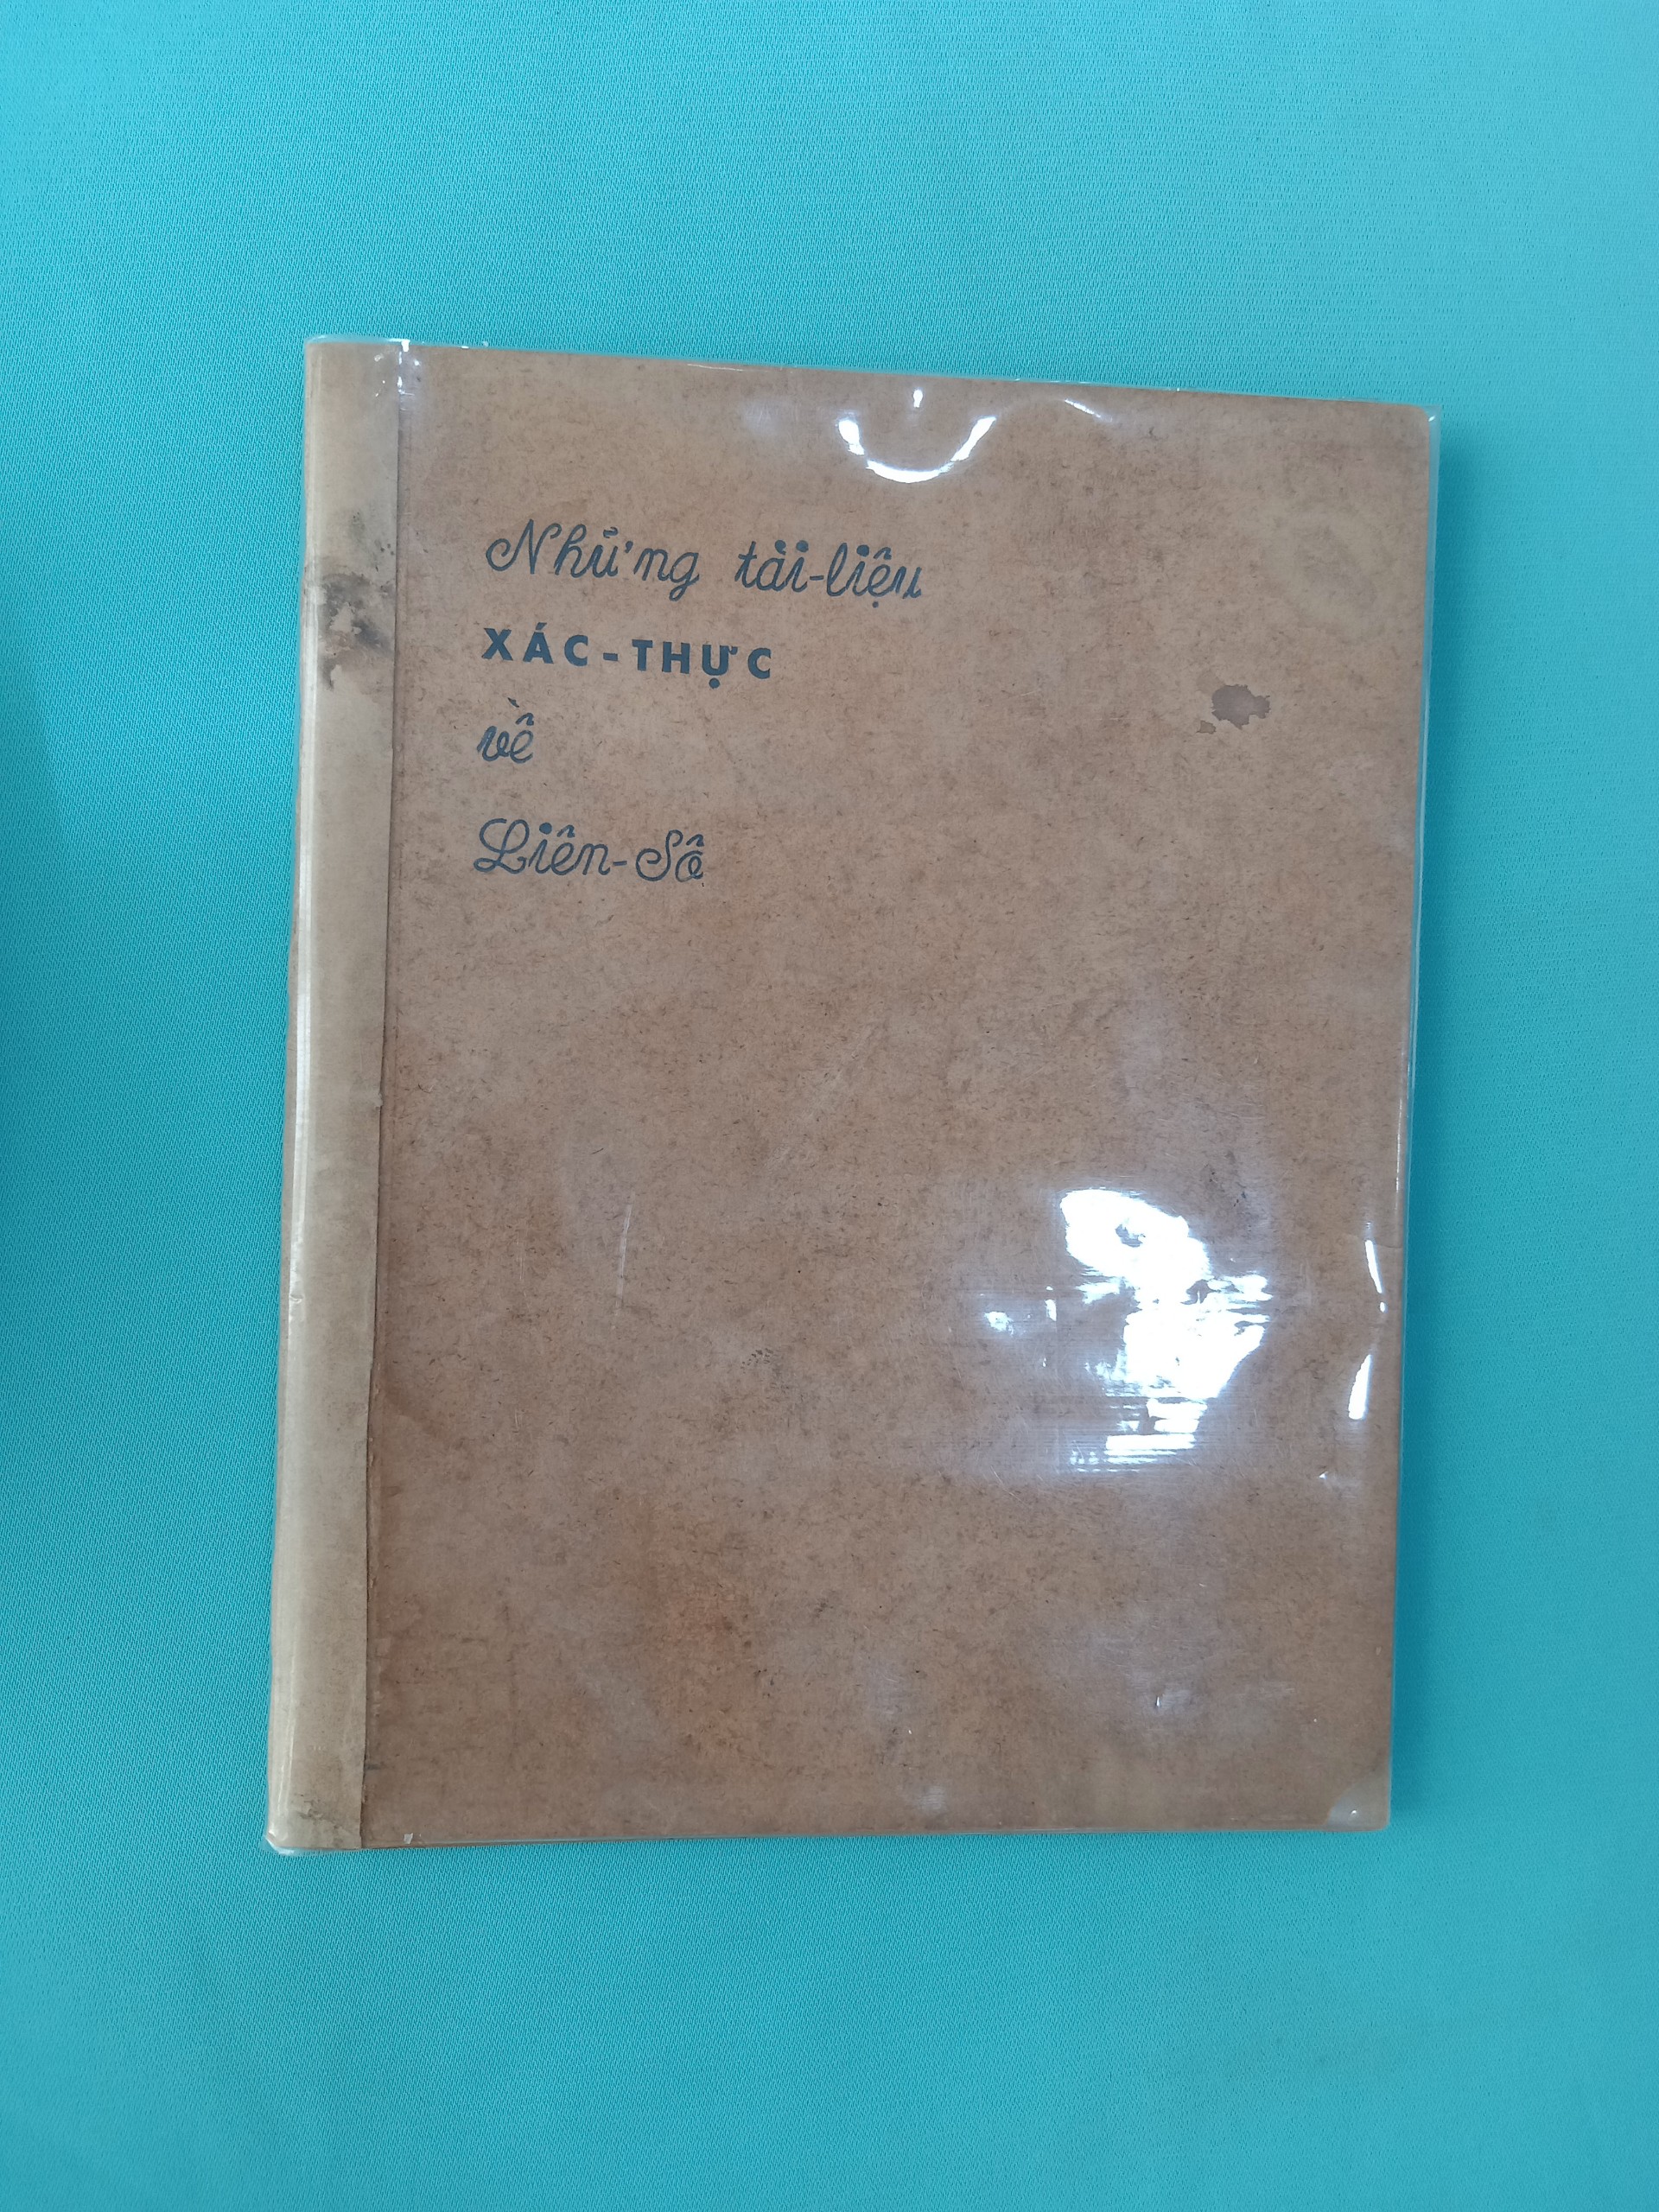 Những tài-liệu
XÁC-THỰC
về
Liên-Sô